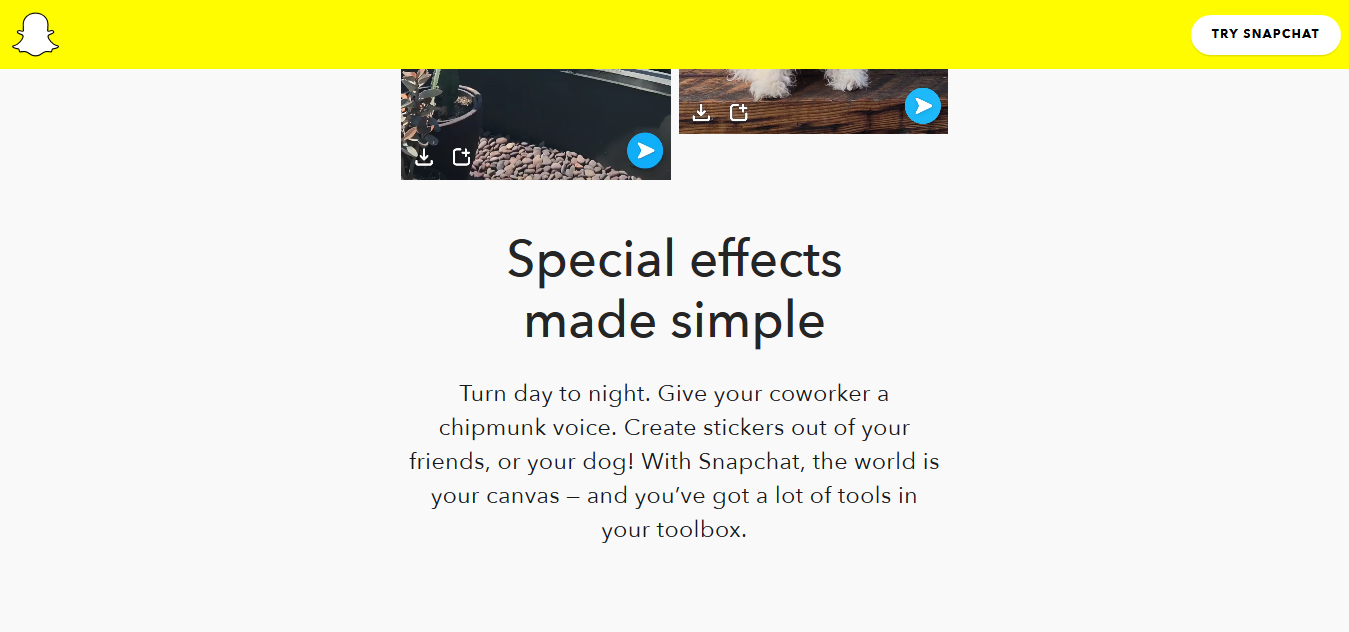 TRY SNAPCHAT
Special effects
made simple
Turn day to night. Give your coworker a
chipmunk voice. Create stickers out of your
friends, or your dog! With Snapchat, the world is
your canvas – and you’ve got a lot of tools in
your toolbox.